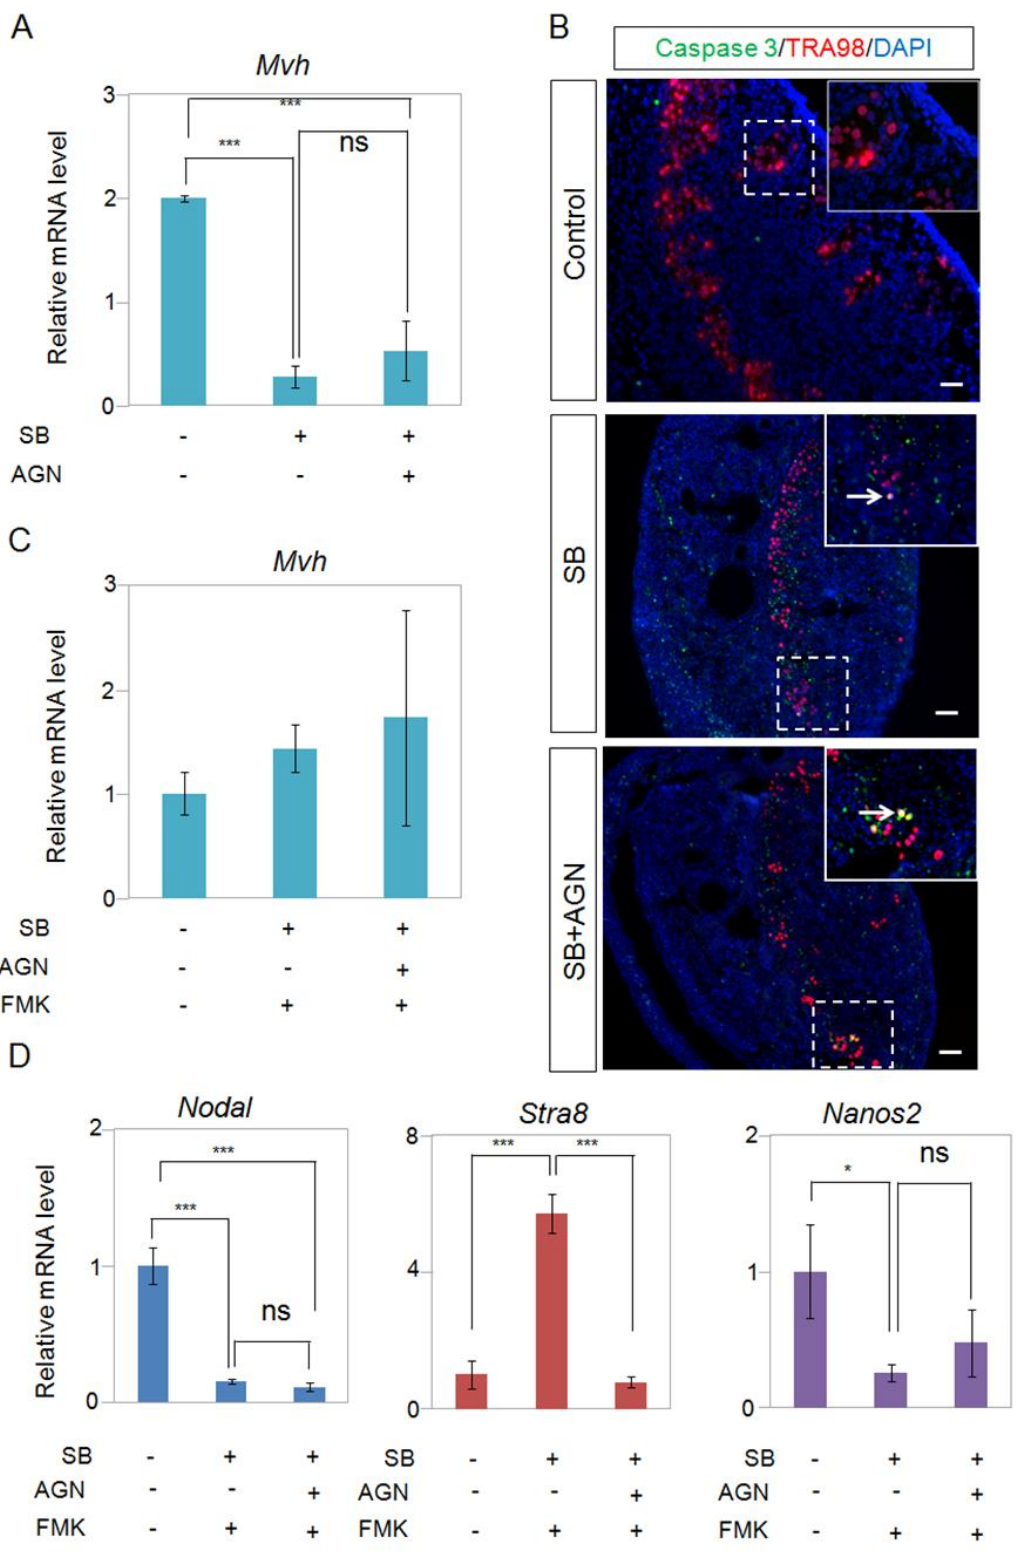 A
Mvh
Relative mRNA level
3
2
1
0
***
***
ns
SB - + +
AGN - - +
B
Caspase 3/TRA98/DAPI
Control
SB
SB+AGN
C
Mvh
Relative mRNA level
3
2
1
0
SB - + +
AGN - - +
FMK - + +
D
Nodal
Relative mRNA level
2
1
0
***
***
ns
SB - + +
AGN - - +
FMK - + +
Stra8
8
4
0
*** ***
SB - + +
AGN - - +
FMK - + +
Nanos2
2
1
0
* ns
SB - + +
AGN - - +
FMK - + +